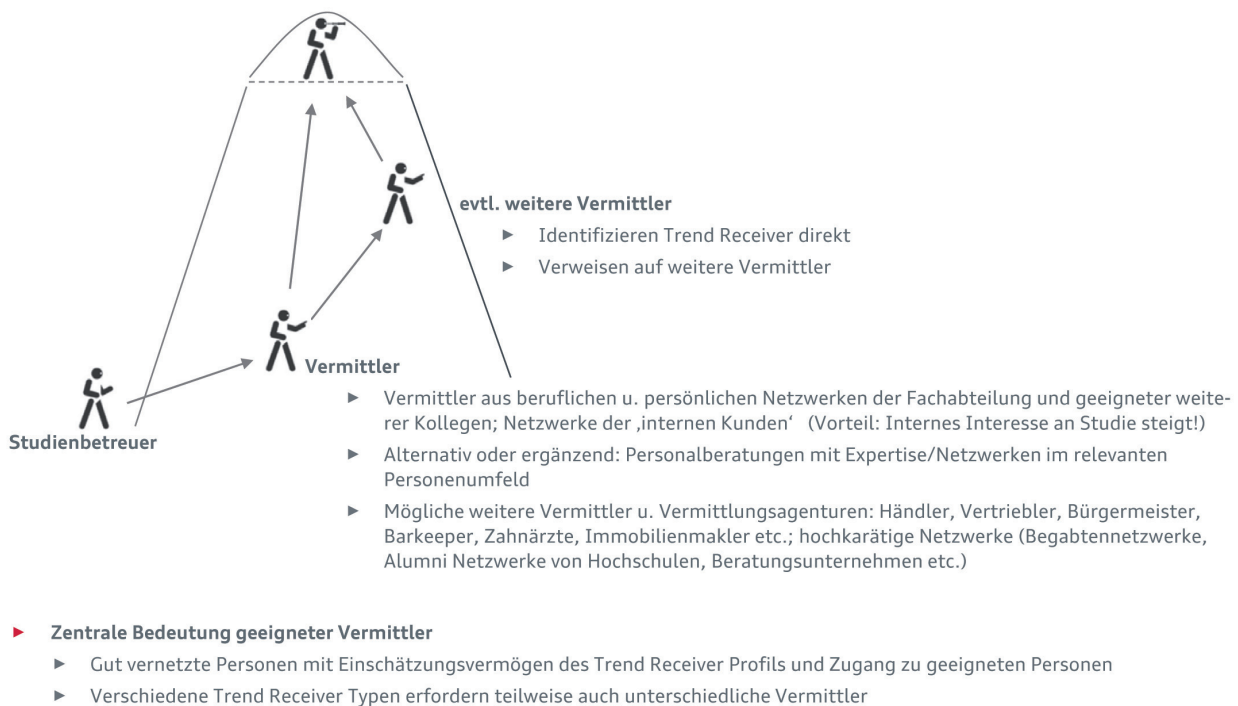 evtl. weitere Vermittler
► Identifizieren Trend Receiver direkt
► Verweisen auf weitere Vermittler
Vermittler
► Vermittler aus beruflichen u. persönlichen Netzwerken der Fachabteilung und geeigneter weite-
rer Kollegen; Netzwerke der ‚internen Kunden‘ (Vorteil: Internes Interesse an Studie steigt!)
Studienbetreuer
► Alternativ oder ergänzend: Personalberatungen mit Expertise/Netzwerken im relevanten
Personenumfeld
► Mögliche weitere Vermittler u. Vermittlungsagenturen: Händler, Vertriebler, Bürgermeister,
Barkeeper, Zahnärzte, Immobilienmakler etc.; hochkarätige Netzwerke (Begabtennetzwerke,
Alumni Netzwerke von Hochschulen, Beratungsunternehmen etc.)
► Zentrale Bedeutung geeigneter Vermittler
► Gut vernetzte Personen mit Einschätzungsvermögen des Trend Receiver Profils und Zugang zu geeigneten Personen
► Verschiedene Trend Receiver Typen erfordern teilweise auch unterschiedliche Vermittler